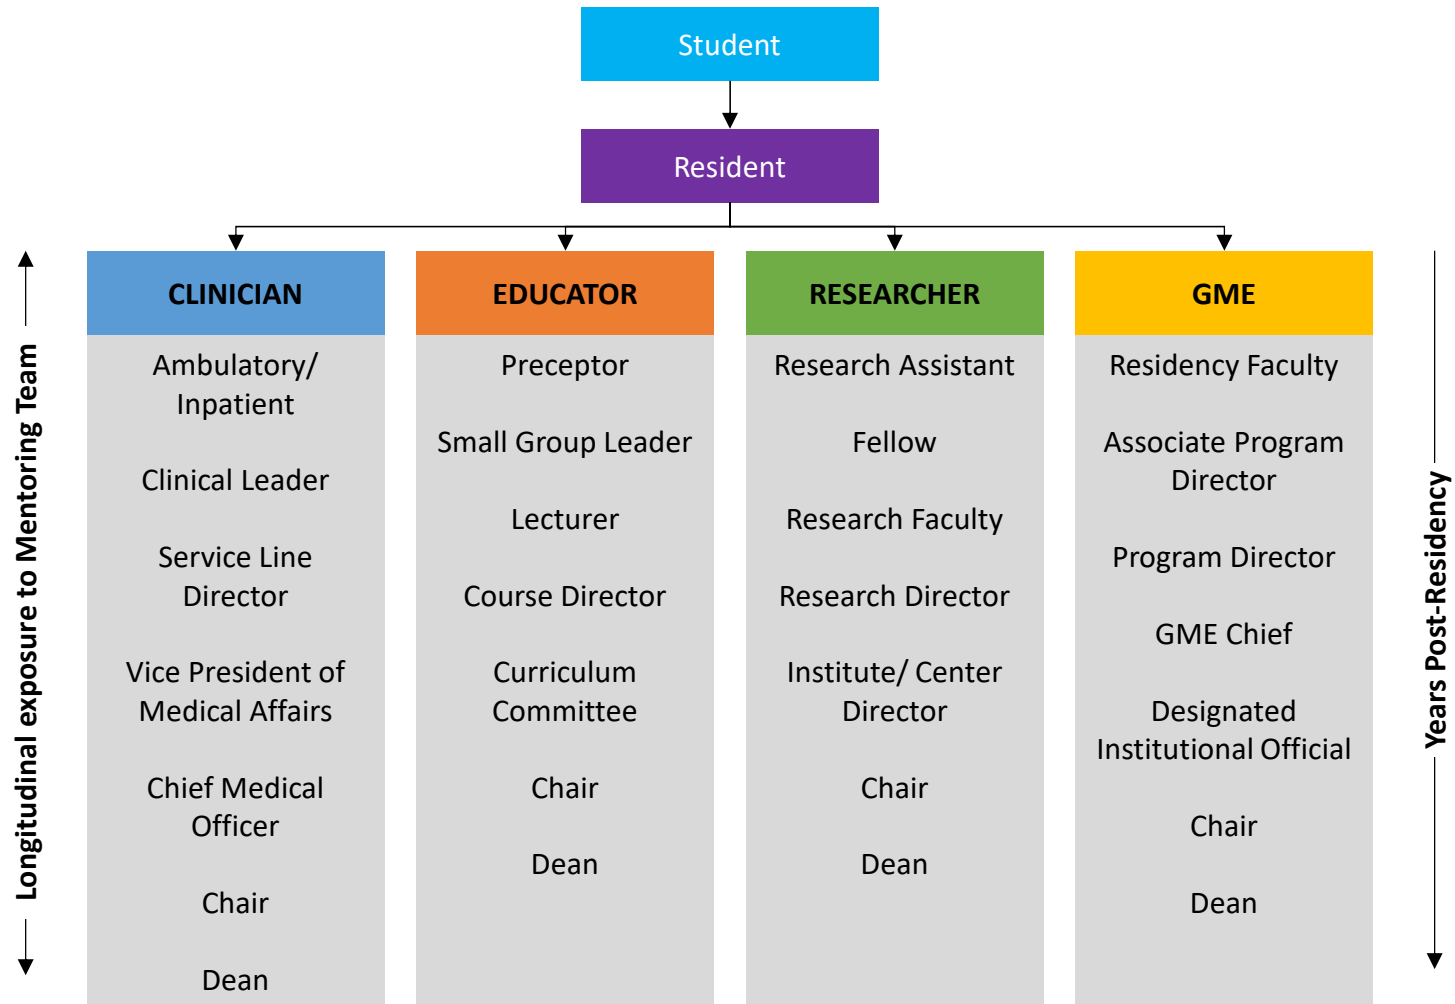 Student
Resident
Longitudinal exposure to Mentoring Team
CLINICIAN
Ambulatory/
Inpatient
Clinical Leader
Service Line
Director
Vice President of
Medical Affairs
Chief Medical
Officer
Chair
Dean
EDUCATOR
Preceptor
Small Group Leader
Lecturer
Course Director
Curriculum
Committee
Chair
Dean
RESEARCHER
Research Assistant
Fellow
Research Faculty
Research Director
Institute/ Center
Director
Chair
Dean
GME
Residency Faculty
Associate Program
Director
Program Director
GME Chief
Designated
Institutional Official
Chair
Dean
Years Post-Residency